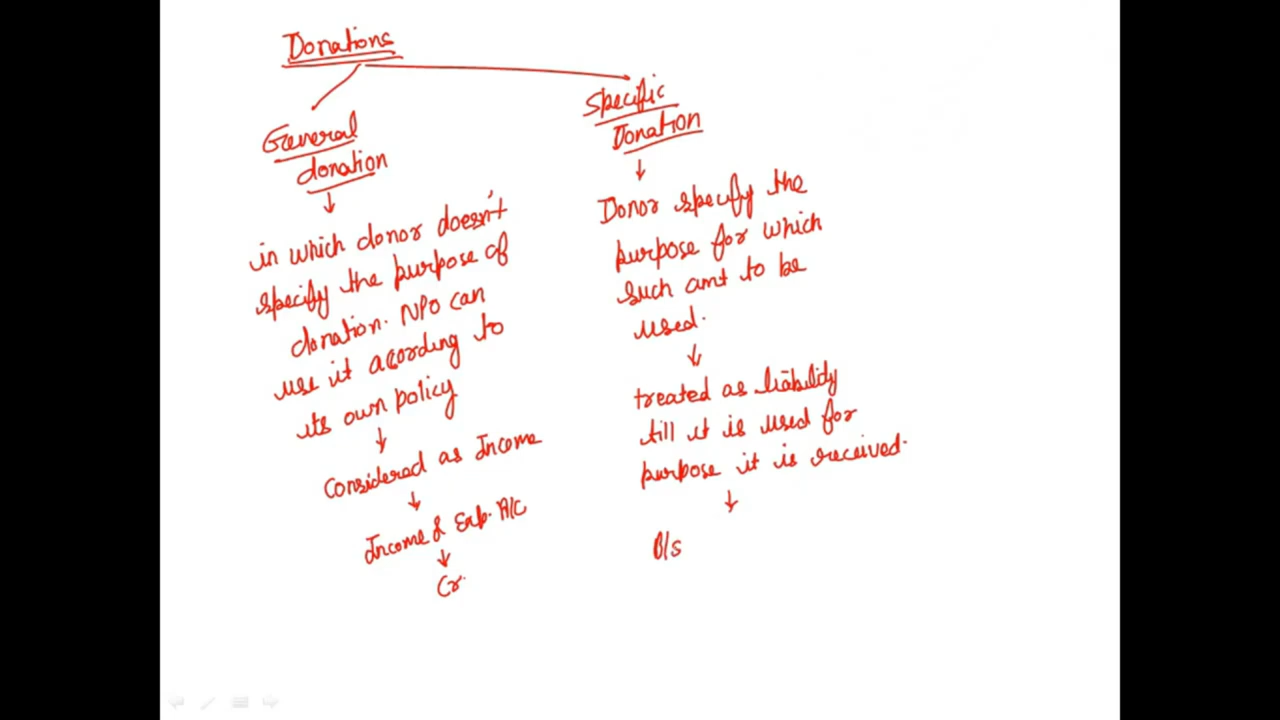 Donations
General
donation
in which donor doesn't
specify the purpose of
donation. NPO can
use it acording to
its own policy
Considered as Income
Income & Exp. A/C
Cr.
Specific
Donation
Donor specify the
purpose for which
such amt to be
used.
treated as liability
till it is used for
purpose it is received.
B/s